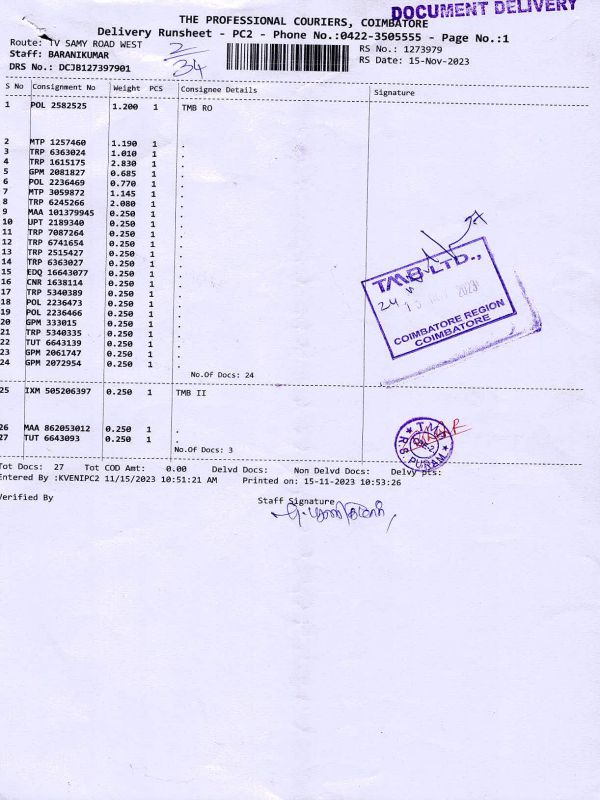 DOCUMENT DELIVERY
THE PROFESSIONAL COURIERS, COIMBATORE
Delivery Runsheet - PC2 - Phone No.:0422-3505555 - Page No.:1
Route: TV SAMY ROAD WEST
Staff: BARANIKUMAR
DRS No.: DCJB127397901
2/34
RS No.: 1273979
RS Date: 15-Nov-2023
S No Consignment No Weight PCS Consignee Details Signature
1 POL 2582525 1.200 1 TMB RO
2 MTP 1257460 1.190 1 .
3 TRP 6363024 1.010 1 .
4 TRP 1615175 2.830 1 .
5 GPM 2081827 0.685 1 .
6 POL 2236469 0.770 1 .
7 MTP 3059872 1.145 1 .
8 TRP 6245266 2.080 1 .
9 MAA 101379945 0.250 1 .
10 UPT 2189340 0.250 1 .
11 TRP 7087264 0.250 1 .
12 TRP 6741654 0.250 1 .
13 TRP 2515427 0.250 1 .
14 TRP 6363027 0.250 1 .
15 EDQ 16643077 0.250 1 .
16 CNR 1638114 0.250 1 .
17 TRP 5340389 0.250 1 .
18 POL 2236473 0.250 1 .
19 POL 2236466 0.250 1 .
20 GPM 333015 0.250 1 .
21 TRP 5340335 0.250 1 .
22 TUT 6643139 0.250 1 .
23 GPM 2061747 0.250 1 .
24 GPM 2072954 0.250 1 .
TMB LTD.,
24
2023
COIMBATORE REGION
COIMBATORE
No.Of Docs: 24
25 IXM 505206397 0.250 1 TMB II
26 MAA 862053012 0.250 1 .
27 TUT 6643093 0.250 1 .
R.S. PURAM
No.Of Docs: 3
Tot Docs: 27 Tot COD Amt: 0.00 Delvd Docs: Non Delvd Docs: Delvy pts:
Entered By :KVENIPC2 11/15/2023 10:51:21 AM Printed on: 15-11-2023 10:53:26
Verified By
Staff Signature